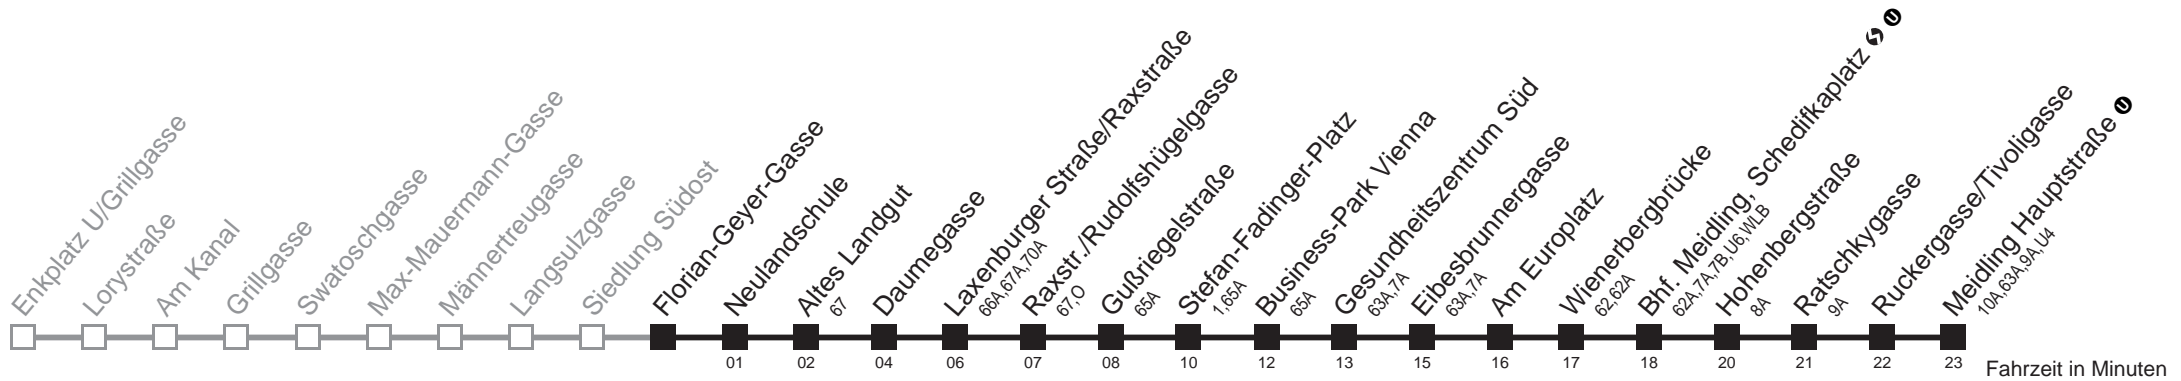 Enkplatz U/Grillgasse
Lorystraße
Am Kanal
Grillgasse
Swatoschgasse
Max-Mauermann-Gasse
Männertreugasse
Langsulzgasse
Siedlung Südost
Florian-Geyer-Gasse
Neulandschule
Altes Landgut
67
Daumegasse
Laxenburger Straße/Raxstraße
66A,67A,70A
Raxstr./Rudolfshügelgasse
67,O
Gußriegelstraße
65A
Stefan-Fadinger-Platz
1,65A
Business-Park Vienna
65A
Gesundheitszentrum Süd
63A,7A
Eibesbrunnergasse
63A,7A
Am Europlatz
Wienerbergbrücke
62,62A
Bhf. Meidling, Schedifkaplatz S U
62A,7A,7B,U6,WLB
Hohenbergstraße
8A
Ratschkygasse
9A
Ruckergasse/Tivoligasse
Meidling Hauptstraße U
10A,63A,9A,U4
01 02 04 06 07 08 10 12 13 15 16 17 18 20 21 22 23 Fahrzeit in Minuten